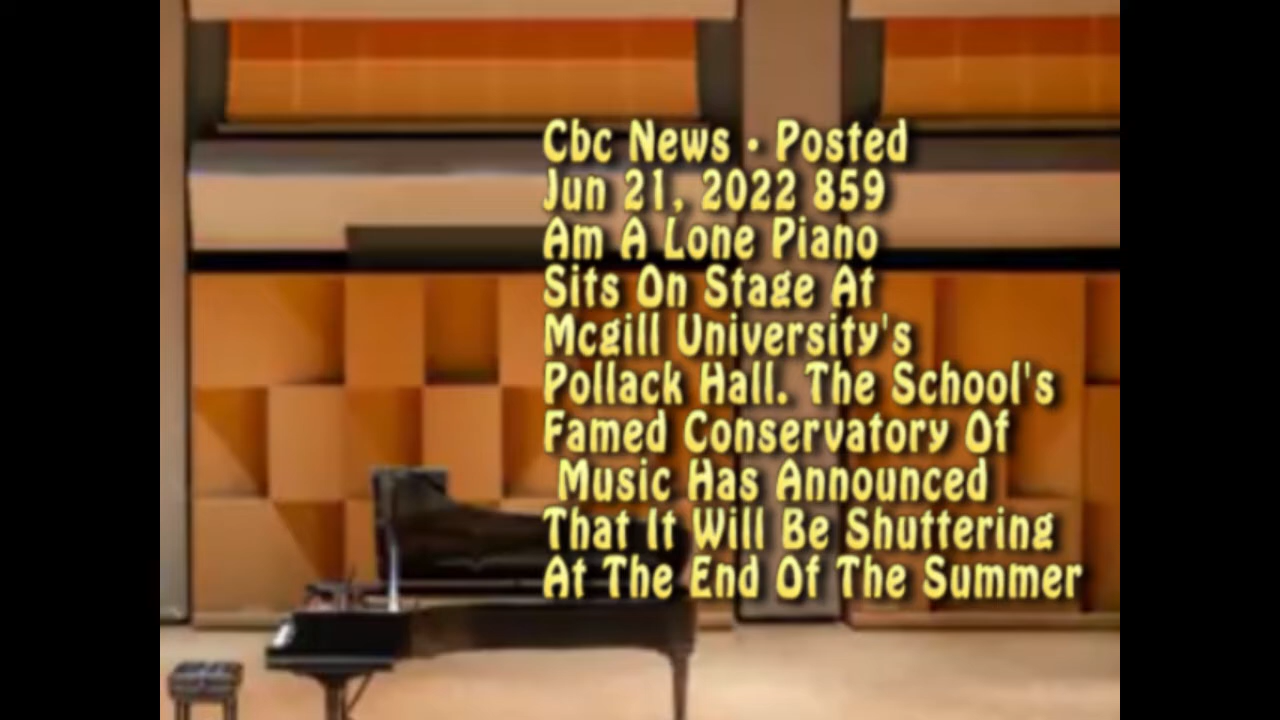 Cbc News • Posted
Jun 21, 2022 859
Am A Lone Piano
Sits On Stage At
Mcgill University's
Pollack Hall. The School's
Famed Conservatory Of
Music Has Announced
That It Will Be Shuttering
At The End Of The Summer